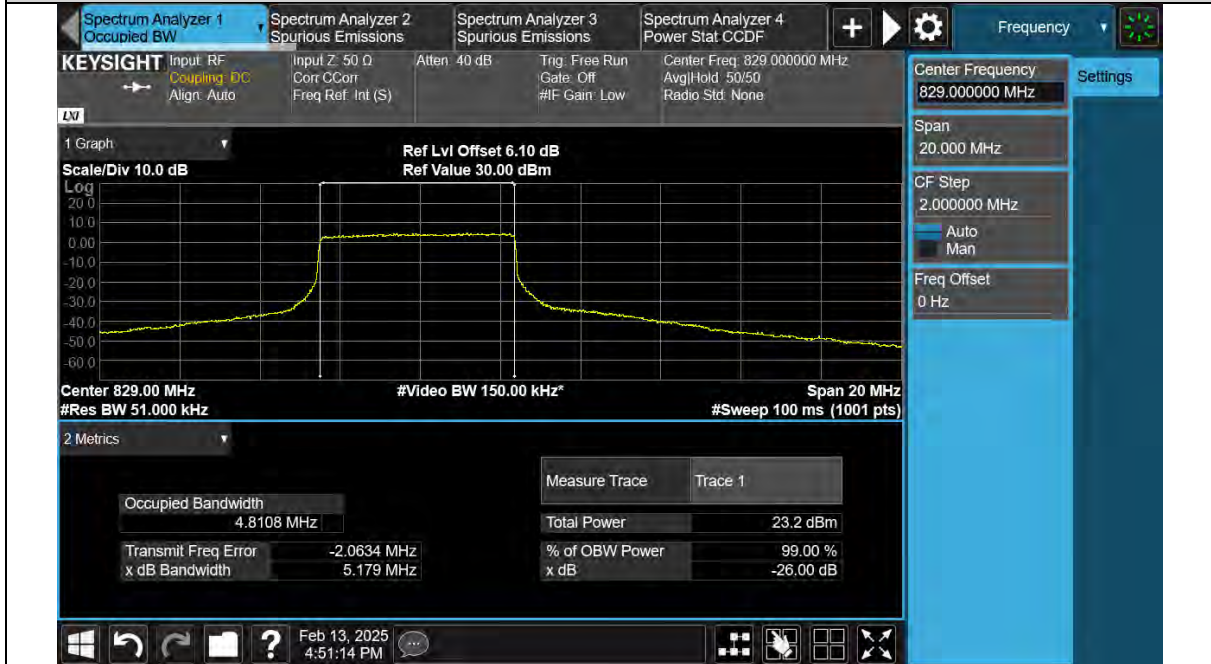 Spectrum Analyzer 1
Occupied BW
Spectrum Analyzer 2
Spurious Emissions
Spectrum Analyzer 3
Spurious Emissions
Spectrum Analyzer 4
Power Stat CCDF
+
Frequency
KEYSIGHT
LXI
Input: RF
Coupling: DC
Align: Auto
Input Z: 50 Ω
Corr CCorr
Freq Ref: Int (S)
Atten: 40 dB
Trig: Free Run
Gate: Off
#IF Gain: Low
Center Freq: 829.000000 MHz
Avg|Hold: 50/50
Radio Std: None
1 Graph
Scale/Div 10.0 dB
Ref Lvl Offset 6.10 dB
Ref Value 30.00 dBm
Log
20.0
10.0
0.00
-10.0
-20.0
-30.0
-40.0
-50.0
-60.0
Center 829.00 MHz
#Video BW 150.00 kHz*
Span 20 MHz
#Res BW 51.000 kHz
#Sweep 100 ms (1001 pts)
2 Metrics
Measure Trace Trace 1
Occupied Bandwidth
4.8108 MHz
Total Power 23.2 dBm
Transmit Freq Error -2.0634 MHz
% of OBW Power 99.00 %
x dB Bandwidth 5.179 MHz
x dB -26.00 dB
Center Frequency
829.000000 MHz
Settings
Span
20.000 MHz
CF Step
2.000000 MHz
Auto
Man
Freq Offset
0 Hz
?
Feb 13, 2025
4:51:14 PM